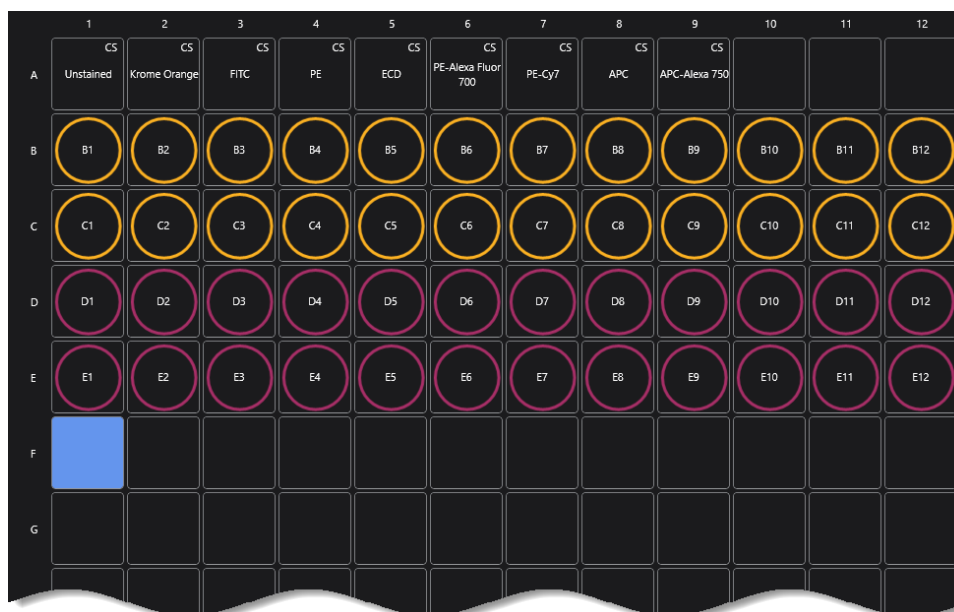 1 2 3 4 5 6 7 8 9 10 11 12
CS CS CS CS CS CS CS CS CS
A Unstained Krome Orange FITC PE ECD PE-Alexa Fluor 700 PE-Cy7 APC APC-Alexa 750
B B1 B2 B3 B4 B5 B6 B7 B8 B9 B10 B11 B12
C C1 C2 C3 C4 C5 C6 C7 C8 C9 C10 C11 C12
D D1 D2 D3 D4 D5 D6 D7 D8 D9 D10 D11 D12
E E1 E2 E3 E4 E5 E6 E7 E8 E9 E10 E11 E12
F
G